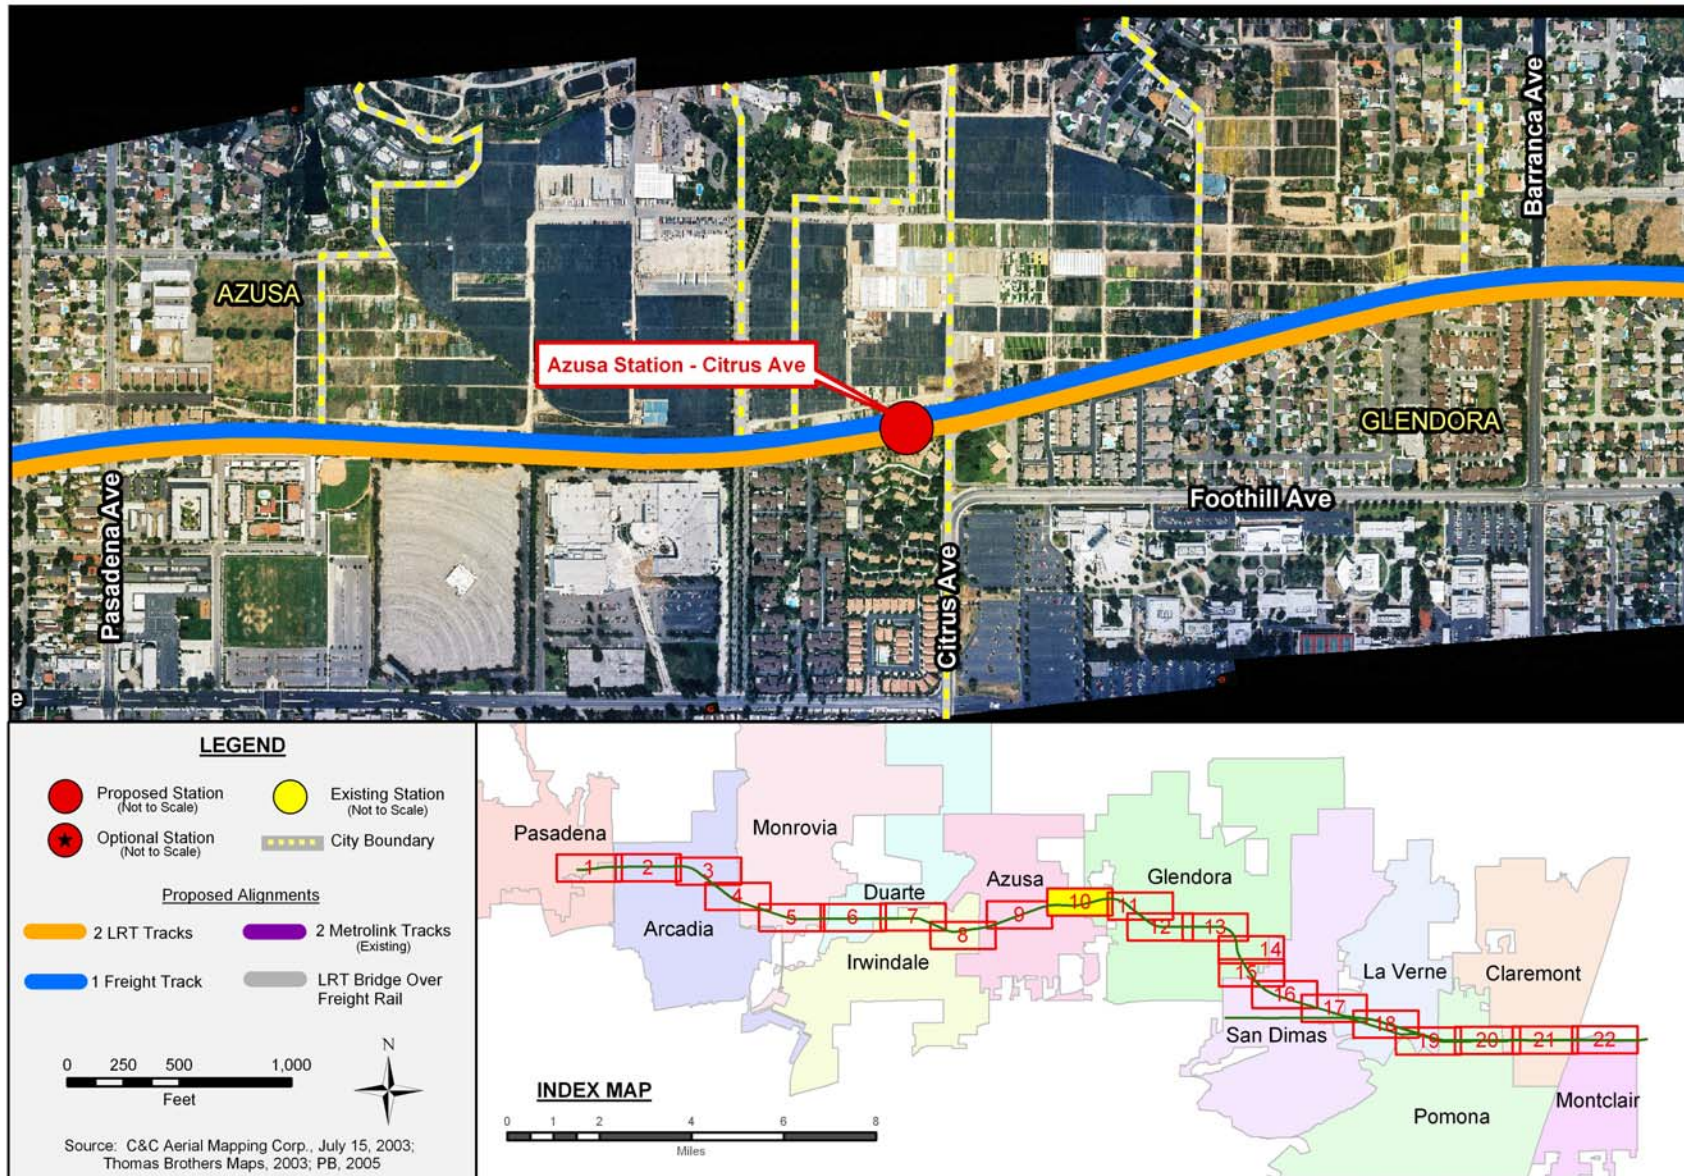 Barranca Ave
AZUSA
Azusa Station - Citrus Ave
GLENDORA
Foothill Ave
Pasadena Ave
Citrus Ave
e
LEGEND
Proposed Station
(Not to Scale)
Existing Station
(Not to Scale)
Optional Station
(Not to Scale)
City Boundary
Proposed Alignments
2 LRT Tracks
2 Metrolink Tracks
(Existing)
1 Freight Track
LRT Bridge Over
Freight Rail
N
0 250 500 1,000
Feet
Source: C&C Aerial Mapping Corp., July 15, 2003;
Thomas Brothers Maps, 2003; PB, 2005
Pasadena
Monrovia
Arcadia
Duarte
Azusa
Irwindale
Glendora
La Verne
Claremont
San Dimas
Pomona
Montclair
1
2
3
4
5
6
7
8
9
10
11
12
13
14
15
16
17
18
19
20
21
22
INDEX MAP
0 1 2 4 6 8
Miles